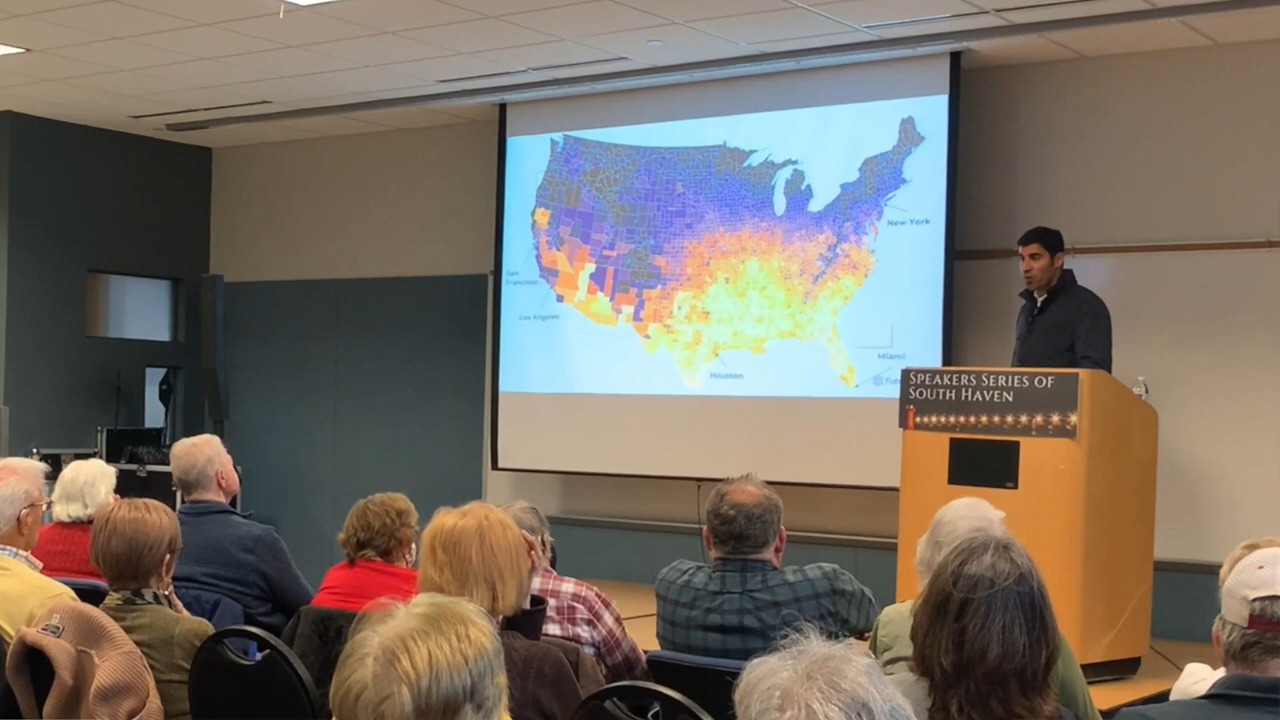 New York
San
Francisco
Los Angeles
Houston
Miami
SPEAKERS SERIES OF
SOUTH HAVEN